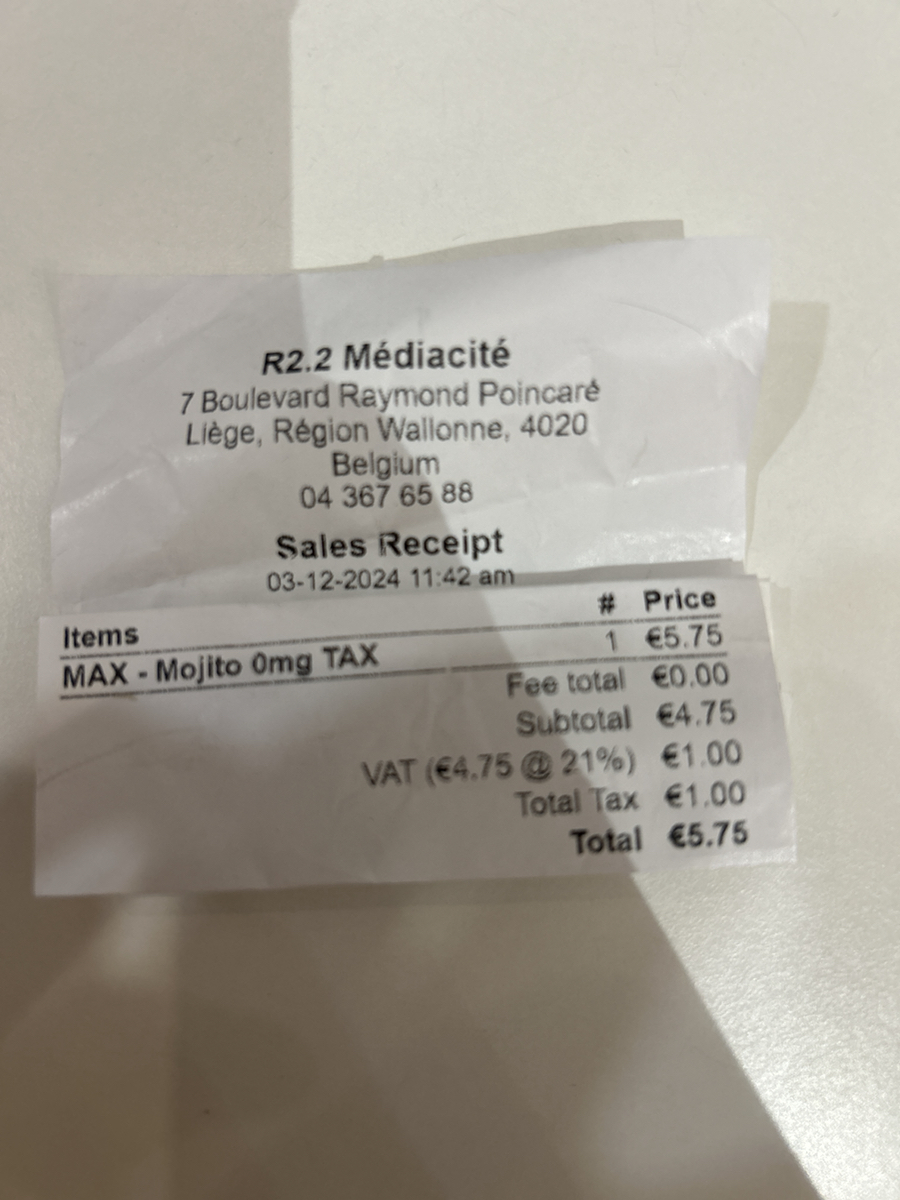 R2.2 Médiacité
7 Boulevard Raymond Poincaré
Liège, Région Wallonne, 4020
Belgium
04 367 65 88
Sales Receipt
03-12-2024 11:42 am
Items # Price
MAX - Mojito 0mg TAX 1 €5.75
Fee total €0.00
Subtotal €4.75
VAT (€4.75 @ 21%) €1.00
Total Tax €1.00
Total €5.75